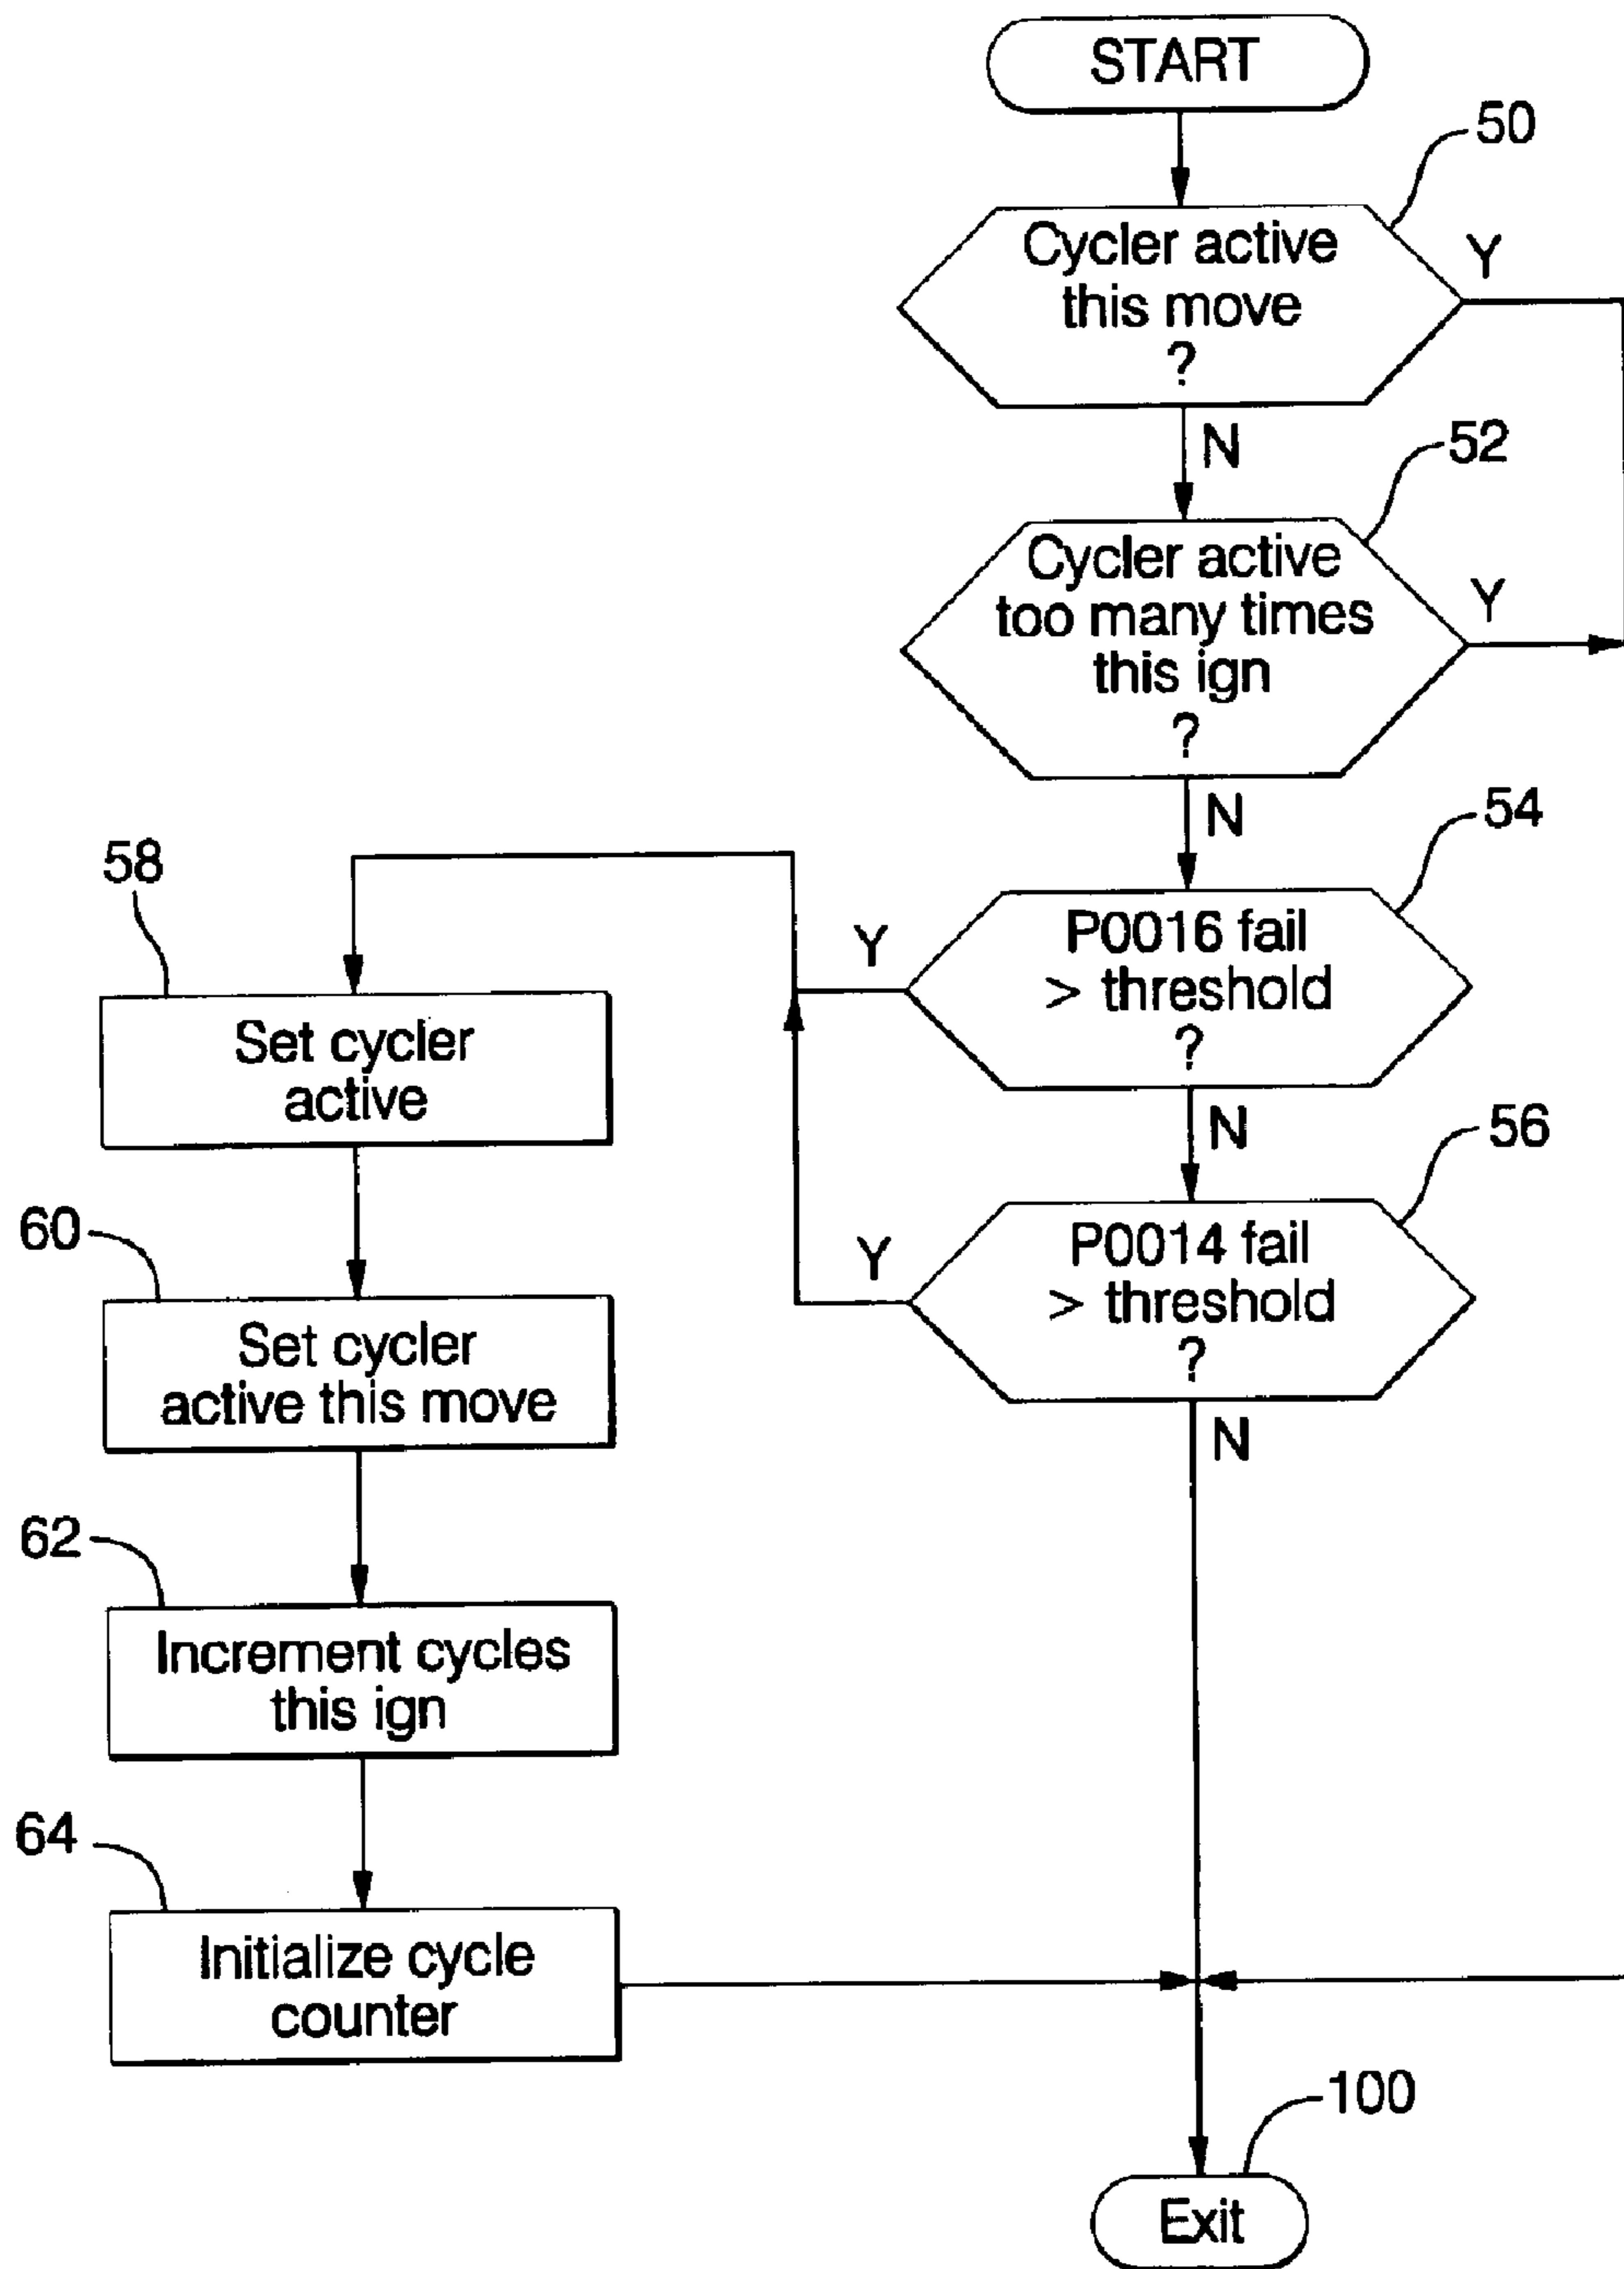 START
50
Cycler active
this move
?
Y
N
52
Cycler active
too many times
this ign
?
Y
N
54
P0016 fail
> threshold
?
Y
N
56
P0014 fail
> threshold
?
Y
N
58
Set cycler
active
60
Set cycler
active this move
62
Increment cycles
this ign
64
Initialize cycle
counter
100
Exit